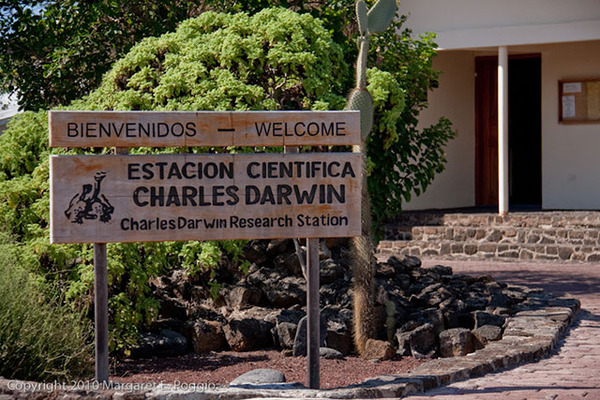 BIENVENIDOS — WELCOME
ESTACION CIENTIFICA
CHARLES DARWIN
Charles Darwin Research Station
Copyright © 2010 Margaret L. Poggio.